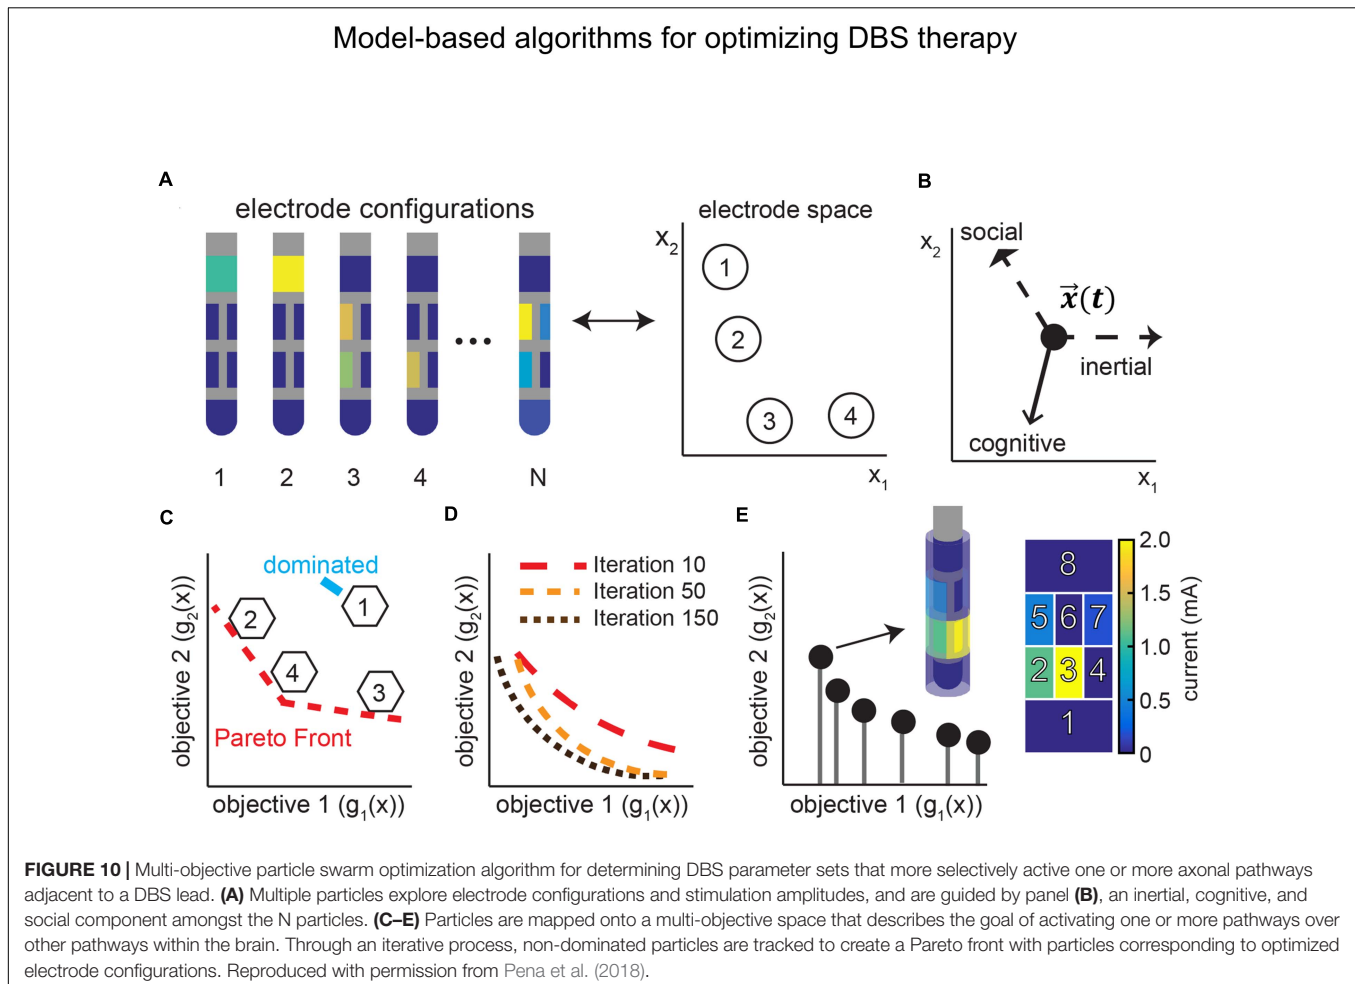 Model-based algorithms for optimizing DBS therapy
A
electrode configurations
1 2 3 4 N
electrode space
x2
1
2
3
4
x1
B
x2
social
x⃗(t)
inertial
cognitive
x1
C
objective 2 (g2(x))
dominated
1
2
4
3
Pareto Front
objective 1 (g1(x))
D
objective 2 (g2(x))
Iteration 10
Iteration 50
Iteration 150
objective 1 (g1(x))
E
objective 2 (g2(x))
objective 1 (g1(x))
8
5 6 7
2 3 4
1
2.0
1.5
1.0
0.5
0
current (mA)
FIGURE 10 | Multi-objective particle swarm optimization algorithm for determining DBS parameter sets that more selectively active one or more axonal pathways
adjacent to a DBS lead. (A) Multiple particles explore electrode configurations and stimulation amplitudes, and are guided by panel (B), an inertial, cognitive, and
social component amongst the N particles. (C–E) Particles are mapped onto a multi-objective space that describes the goal of activating one or more pathways over
other pathways within the brain. Through an iterative process, non-dominated particles are tracked to create a Pareto front with particles corresponding to optimized
electrode configurations. Reproduced with permission from Pena et al. (2018).